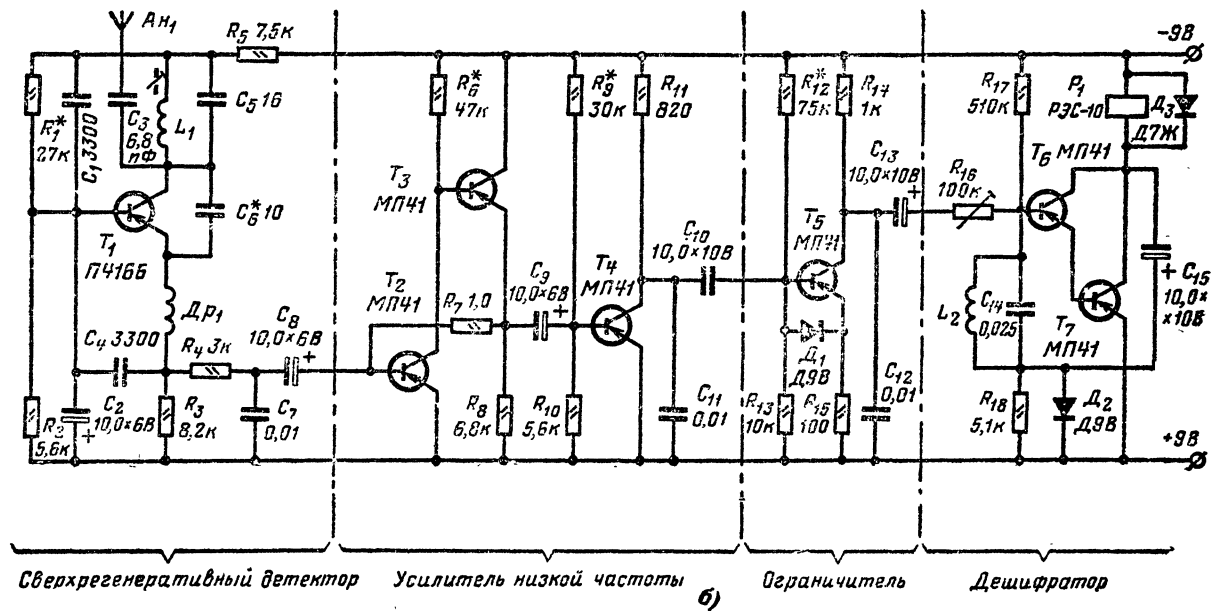 Ан₁
R₅ 7,5к
-9В
R₁*
27к
C₁ 3300
C₃
6,8
пФ
L₁
C₅ 16
R₆*
47к
R₉*
30к
R₁₁
820
R₁₂*
75к
R₁₄
1к
R₁₇
510к
P₁
РЭС-10
Д₃
Д7Ж
T₁
П416Б
C₆* 10
T₃
МП41
C₁₃
10,0×10В
R₁₆
100к
T₆ МП41
Др₁
T₂
МП41
R₇ 1,0
C₉
10,0×6В
T₄
МП41
C₁₀
10,0×10В
T₅
МП41
L₂
C₁₄
0,025
T₇
МП41
C₁₅
10,0×
×10В
C₄ 3300
R₄ 3к
C₈
10,0×6В
Д₁
Д9В
R₂
5,6к
C₂
10,0×6В
R₃
8,2к
C₇
0,01
R₈
6,8к
R₁₀
5,6к
C₁₁
0,01
R₁₃
10к
R₁₅
100
C₁₂
0,01
R₁₈
5,1к
Д₂
Д9В
+9В
Сверхрегенеративный детектор
Усилитель низкой частоты
Ограничитель
Дешифратор
б)